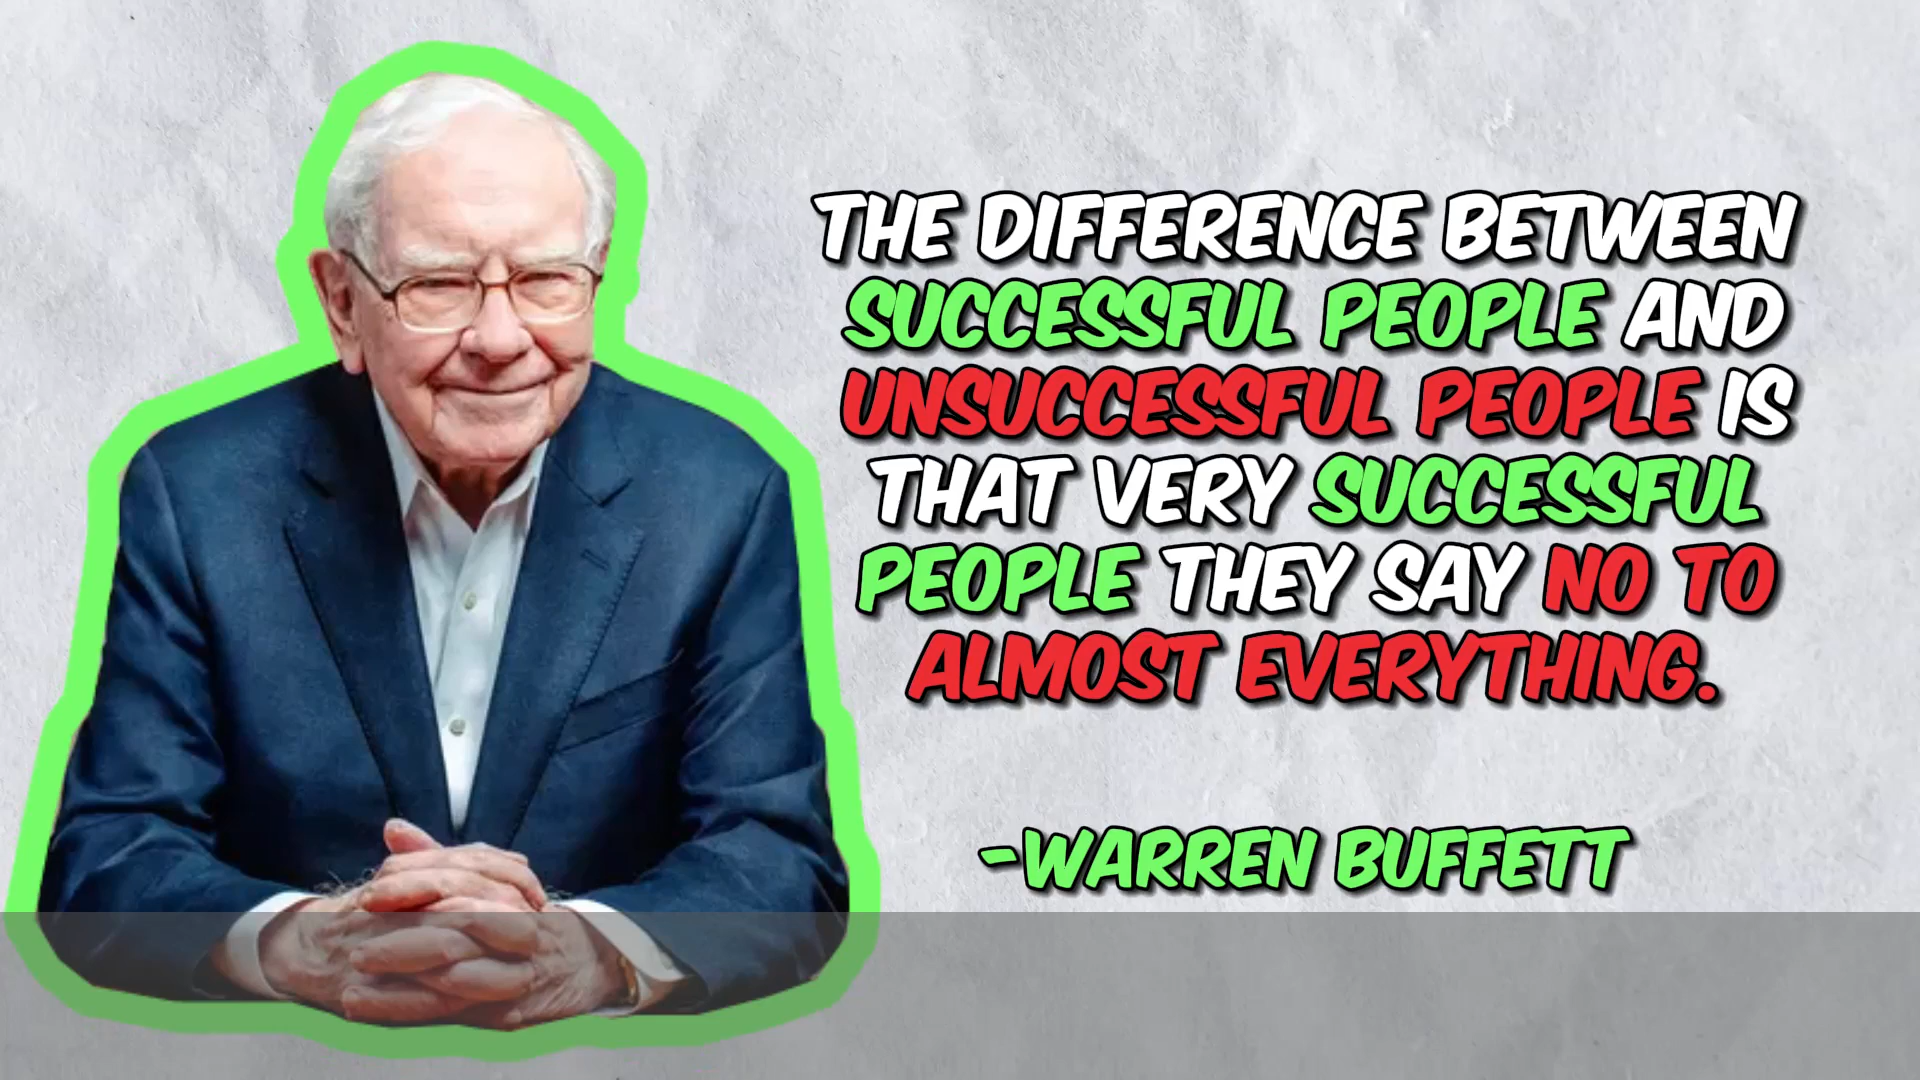 THE DIFFERENCE BETWEEN
SUCCESSFUL PEOPLE AND
UNSUCCESSFUL PEOPLE IS
THAT VERY SUCCESSFUL
PEOPLE THEY SAY NO TO
ALMOST EVERYTHING.
-WARREN BUFFETT